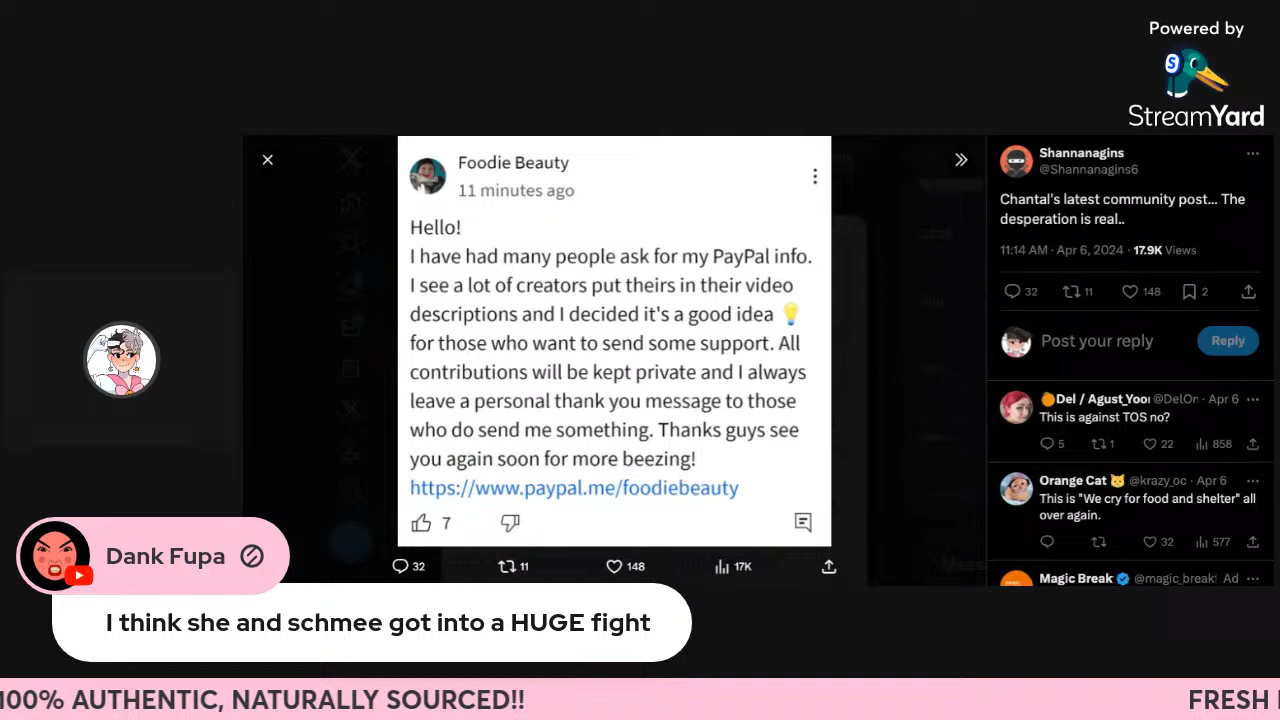 Powered by
StreamYard
Foodie Beauty
11 minutes ago
Hello!
I have had many people ask for my PayPal info.
I see a lot of creators put theirs in their video
descriptions and I decided it's a good idea 💡
for those who want to send some support. All
contributions will be kept private and I always
leave a personal thank you message to those
who do send me something. Thanks guys see
you again soon for more beezing!
https://www.paypal.me/foodiebeauty
7
32
11
148
17K
Shannanagins
@Shannanagins6
Chantal's latest community post... The
desperation is real..
11:14 AM · Apr 6, 2024 · 17.9K Views
32 11 148 2
Post your reply
Reply
🍊Del / Agust_Yoo @DelOn · Apr 6
This is against TOS no?
5 1 22 858
Orange Cat 😺 @krazy_oc · Apr 6
This is "We cry for food and shelter" all
over again.
32 577
Magic Break @magic_break Ad
Dank Fupa
I think she and schmee got into a HUGE fight
100% AUTHENTIC, NATURALLY SOURCED!!
FRESH